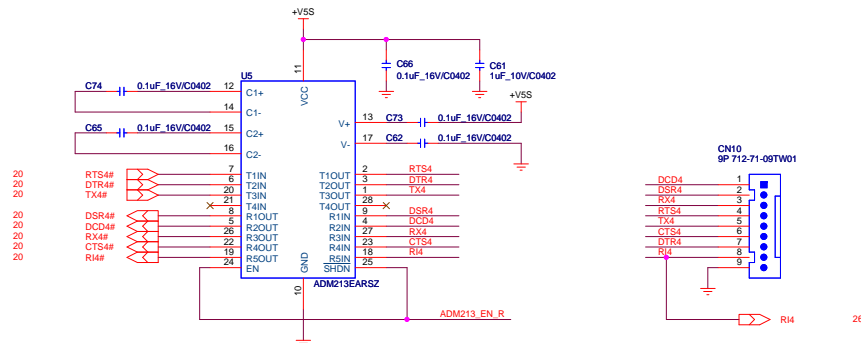 +V5S
C66
0.1uF_16V/C0402
C61
1uF_10V/C0402
+V5S
U5
11
VCC
C74
0.1uF_16V/C0402
12
C1+
14
C1-
C65
0.1uF_16V/C0402
15
C2+
16
C2-
V+
13
C73
0.1uF_16V/C0402
V-
17
C62
0.1uF_16V/C0402
20 RTS4# 7 T1IN T1OUT 2 RTS4
20 DTR4# 6 T2IN T2OUT 3 DTR4
20 TX4# 20 T3IN T3OUT 1 TX4
21 T4IN T4OUT 28
20 DSR4# 8 R1OUT R1IN 9 DSR4
20 DCD4# 5 R2OUT R2IN 4 DCD4
20 RX4# 26 R3OUT R3IN 27 RX4
20 CTS4# 22 R4OUT R4IN 23 CTS4
20 RI4# 19 R5OUT R5IN 18 RI4
24 EN SHDN 25
GND
10
ADM213EARSZ
ADM213_EN_R
CN10
9P 712-71-09TW01
DCD4 1
DSR4 2
RX4 3
RTS4 4
TX4 5
CTS4 6
DTR4 7
RI4 8
9
RI4 26